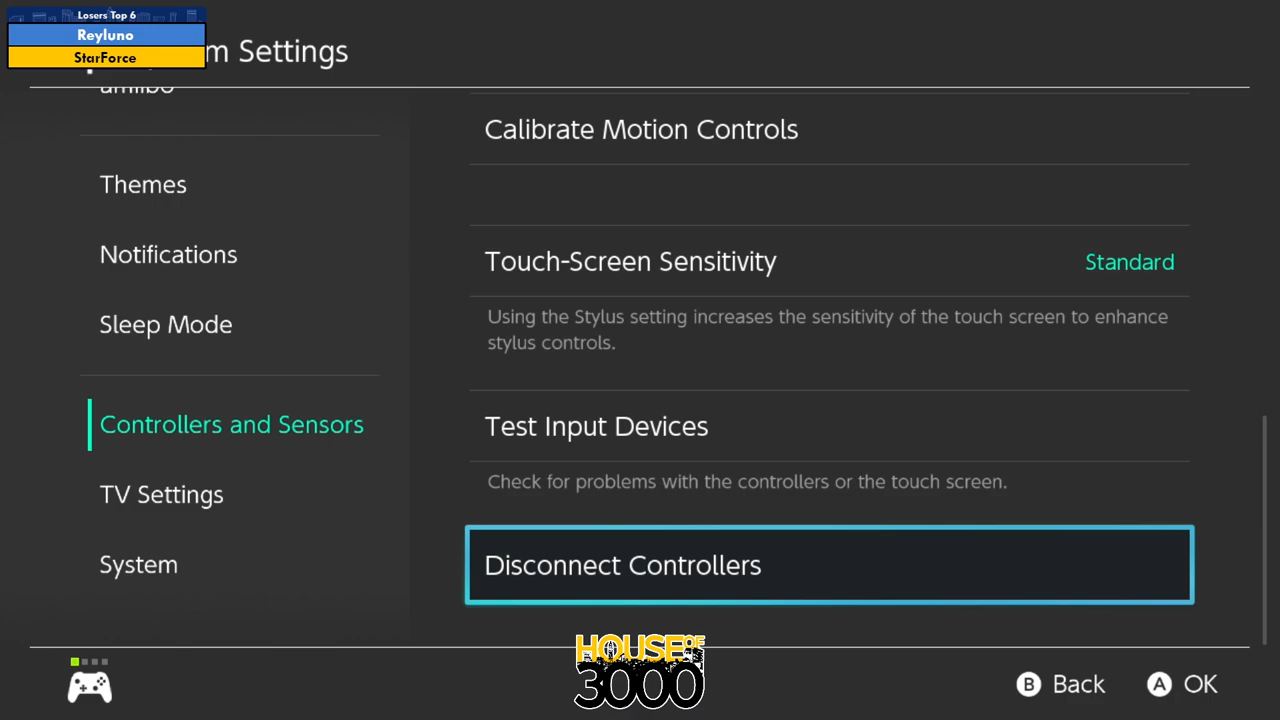 Losers Top 6
Reyluno
StarForce
m Settings
amiibo
Themes
Notifications
Sleep Mode
Controllers and Sensors
TV Settings
System
Calibrate Motion Controls
Touch-Screen Sensitivity Standard
Using the Stylus setting increases the sensitivity of the touch screen to enhance
stylus controls.
Test Input Devices
Check for problems with the controllers or the touch screen.
Disconnect Controllers
HOUSE OF
3000
B Back A OK